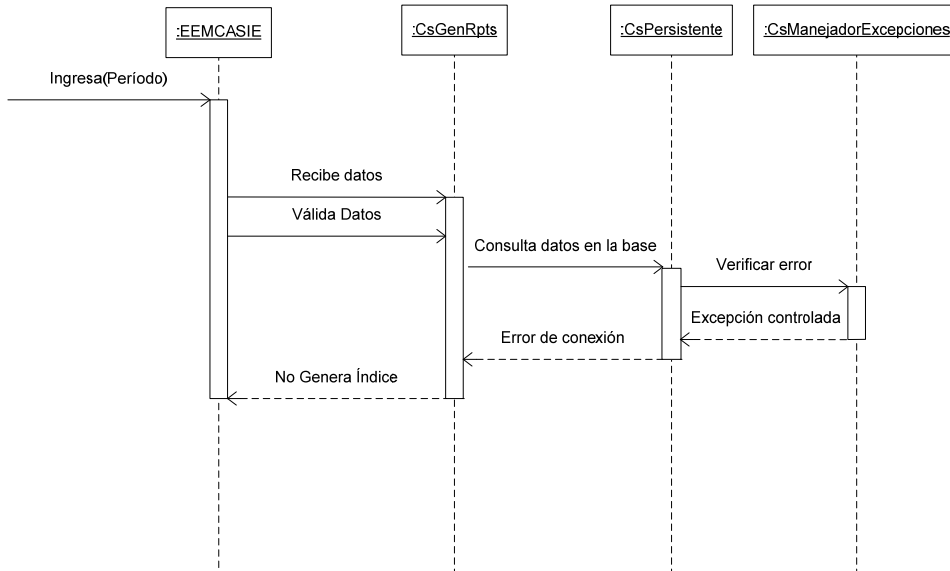 :EEMCASIE
:CsGenRpts
:CsPersistente
:CsManejadorExcepciones
Ingresa(Período)
Recibe datos
Válida Datos
Consulta datos en la base
Verificar error
Excepción controlada
Error de conexión
No Genera Índice